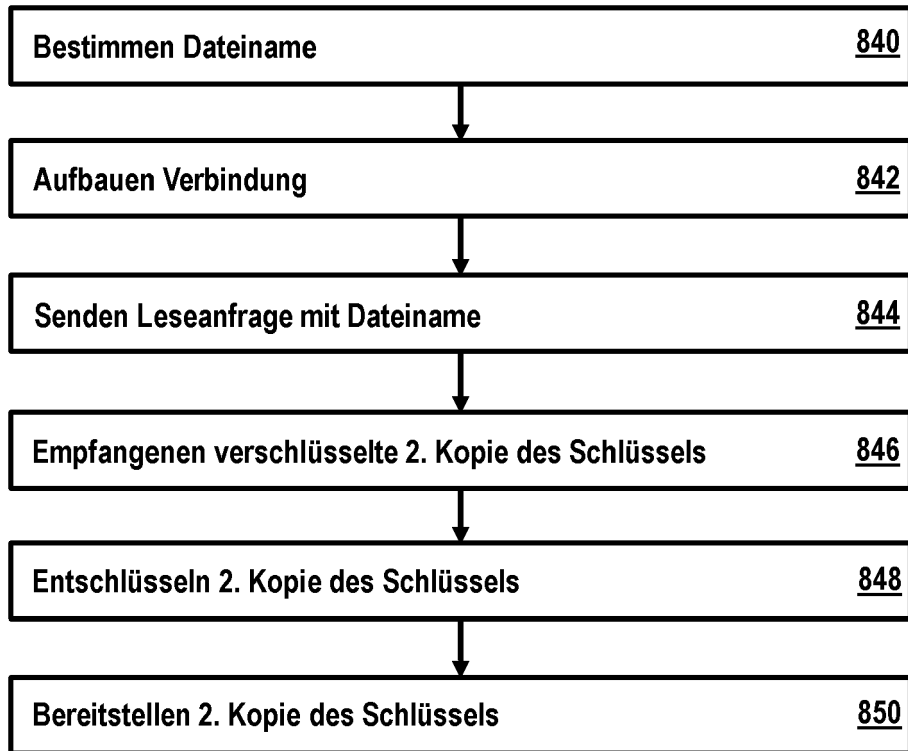 Bestimmen Dateiname 840
Aufbauen Verbindung 842
Senden Leseanfrage mit Dateiname 844
Empfangenen verschlüsselte 2. Kopie des Schlüssels 846
Entschlüsseln 2. Kopie des Schlüssels 848
Bereitstellen 2. Kopie des Schlüssels 850